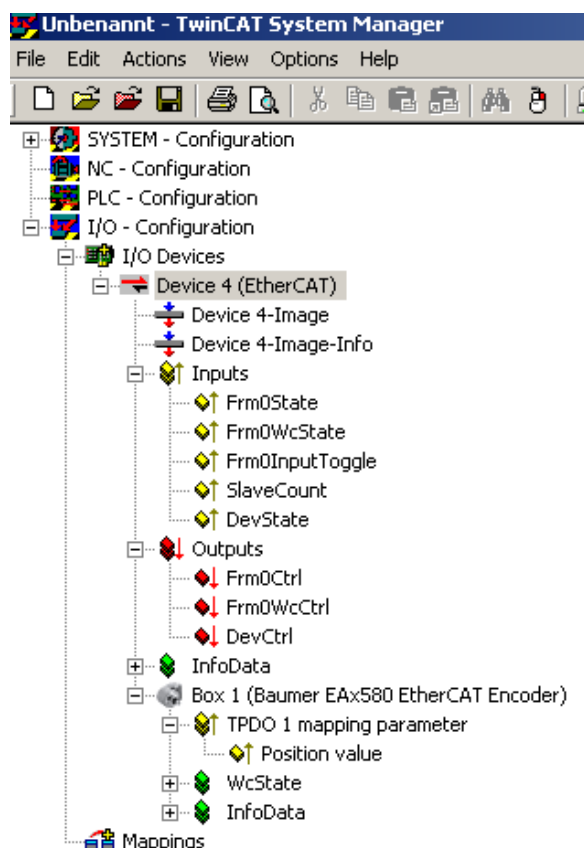 Unbenannt - TwinCAT System Manager
File Edit Actions View Options Help
SYSTEM - Configuration
NC - Configuration
PLC - Configuration
I/O - Configuration
I/O Devices
Device 4 (EtherCAT)
Device 4-Image
Device 4-Image-Info
Inputs
Frm0State
Frm0WcState
Frm0InputToggle
SlaveCount
DevState
Outputs
Frm0Ctrl
Frm0WcCtrl
DevCtrl
InfoData
Box 1 (Baumer EAx580 EtherCAT Encoder)
TPDO 1 mapping parameter
Position value
WcState
InfoData
Mappings